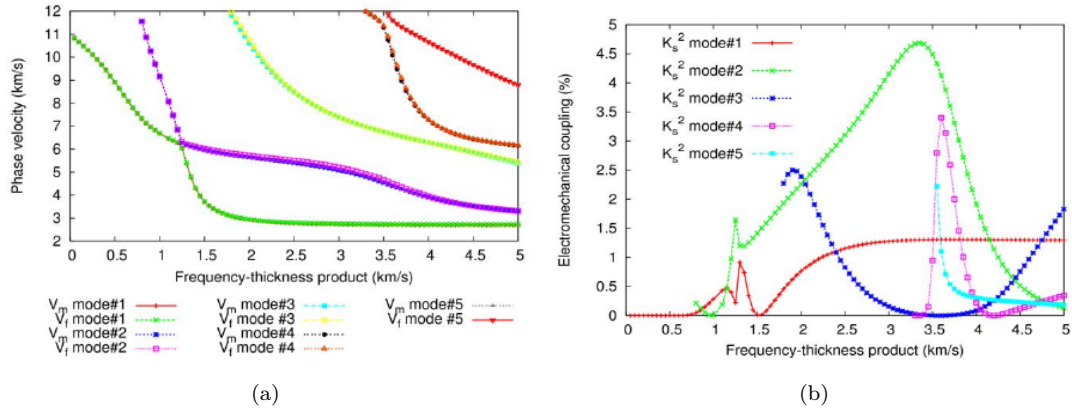 12
11
10
9
8
7
6
5
4
3
2
Phase velocity (km/s)
0 0.5 1 1.5 2 2.5 3 3.5 4 4.5 5
Frequency-thickness product (km/s)
Vm mode#1
Vf mode#1
Vm mode#2
Vf mode#2
Vm mode#3
Vf mode #3
Vm mode#4
Vf mode #4
Vm mode#5
Vf mode #5
(a)
5
4.5
4
3.5
3
2.5
2
1.5
1
0.5
0
Electromechanical coupling (%)
Ks2 mode#1
Ks2 mode#2
Ks2 mode#3
Ks2 mode#4
Ks2 mode#5
0 0.5 1 1.5 2 2.5 3 3.5 4 4.5 5
Frequency-thickness product (km/s)
(b)